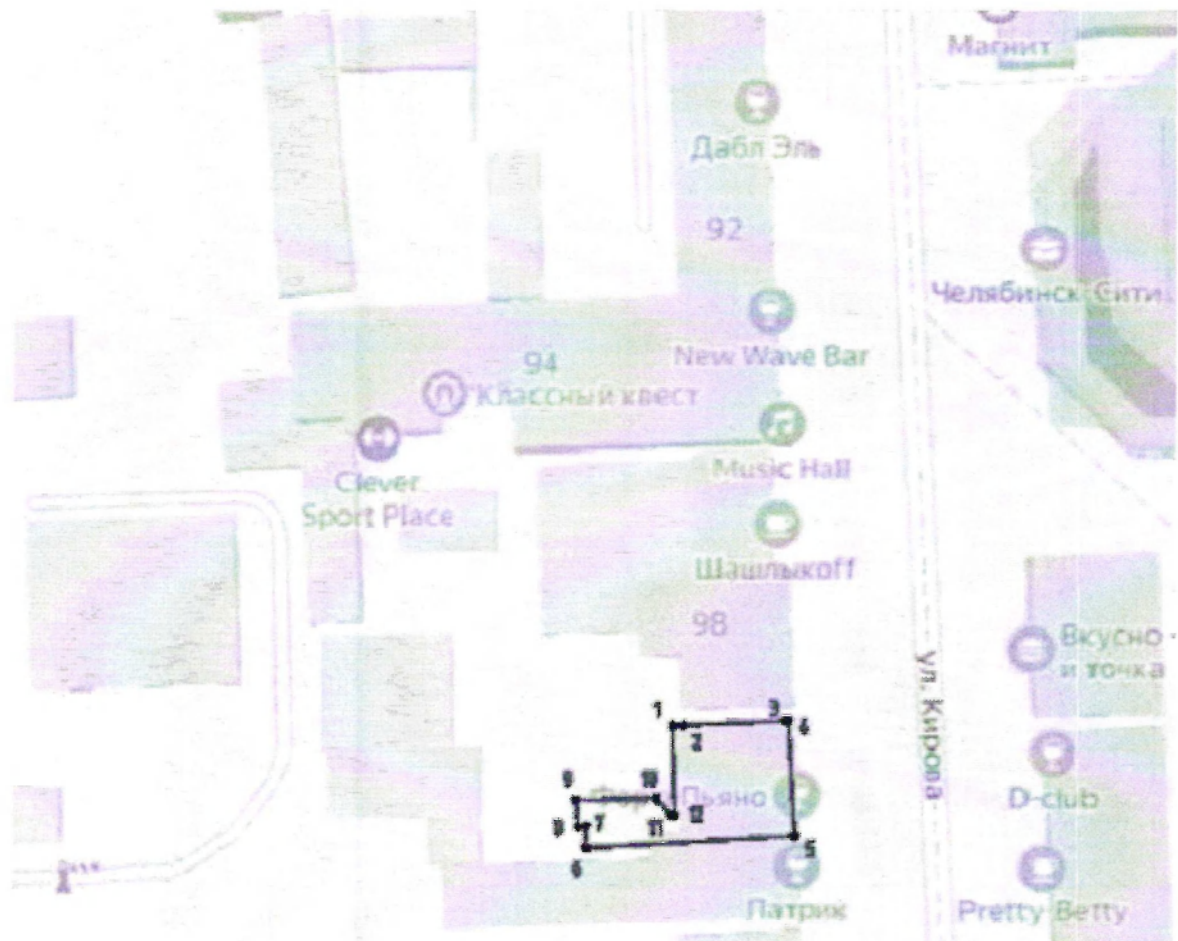 Магнит
Дабл Эль
92
Челябинск Сити
New Wave Bar
94
Классный квест
Clever
Sport Place
Music Hall
Шашлыкоff
98
Вкусно -
и точка
ул. Кирова
1
2
3
4
9
10
Пьяно
7
11
12
5
6
D-club
Патрик
Pretty Betty